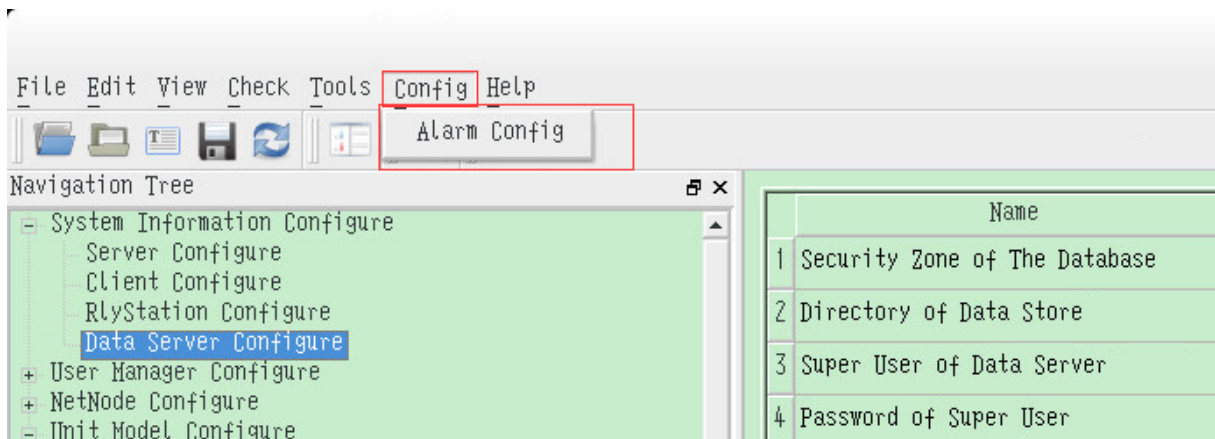 File Edit View Check Tools Config Help
Alarm Config
Navigation Tree
System Information Configure
Server Configure
Client Configure
RlyStation Configure
Data Server Configure
User Manager Configure
NetNode Configure
Unit Model Configure
Name
1 Security Zone of The Database
2 Directory of Data Store
3 Super User of Data Server
4 Password of Super User